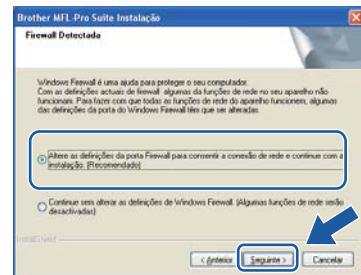 Brother MFL-Pro Suite Instalação
Firewall Detectada
Windows Firewall é uma ajuda para proteger o seu computador.
Com as definições actuais de firewall algumas da funções de rede no seu aparelho não
funcionam. Para fazer com que todas as funções de rede do aparelho funcionem, algumas
das definições da porta do Windows Firewall têm que ser alteradas.
Altere as definições da porta Firewall para consentir a conexão de rede e continue com a
instalação. (Recomendado)
Continue sem alterar as definições de Windows Firewall. (Algumas funções de rede serão
desactivadas)
InstallShield
< Anterior
Seguinte >
Cancelar